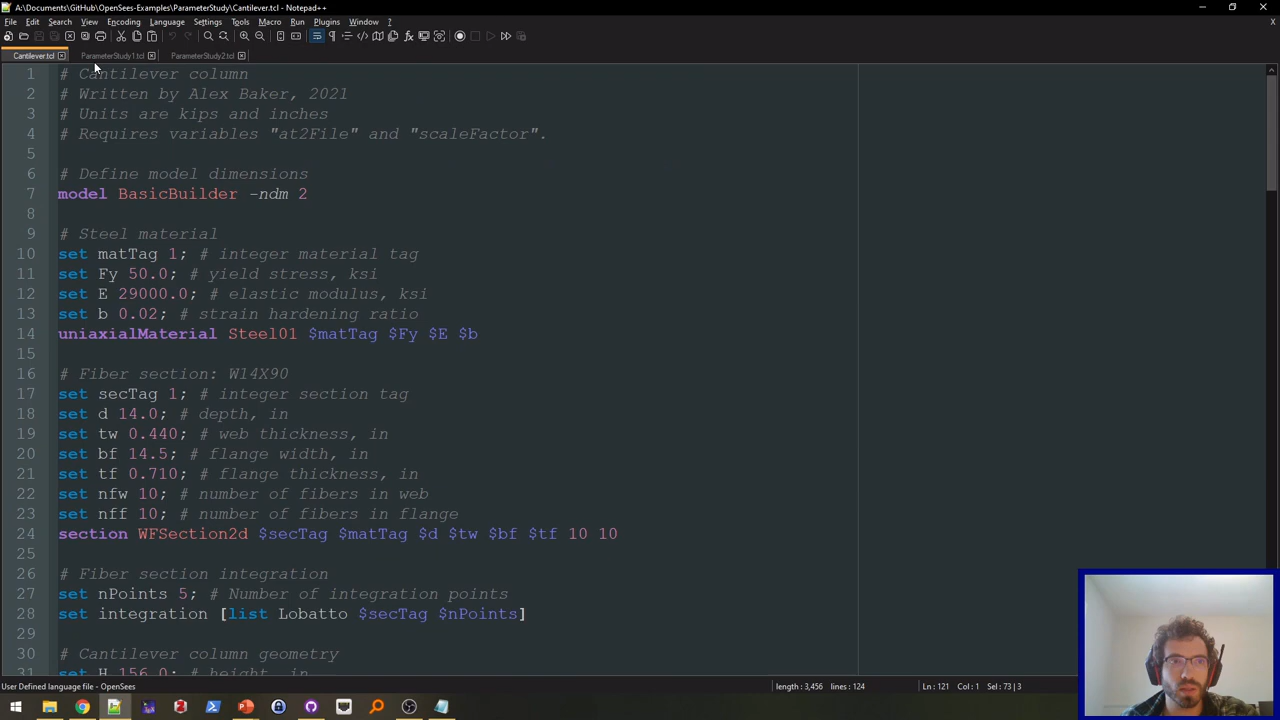 A:\Documents\GitHub\OpenSees-Examples\ParameterStudy\Cantilever.tcl - Notepad++
File Edit Search View Encoding Language Settings Tools Macro Run Plugins Window ?
Cantilever.tcl ParameterStudy1.tcl ParameterStudy2.tcl
1 # Cantilever column
2 # Written by Alex Baker, 2021
3 # Units are kips and inches
4 # Requires variables "at2File" and "scaleFactor".
5
6 # Define model dimensions
7 model BasicBuilder -ndm 2
8
9 # Steel material
10 set matTag 1; # integer material tag
11 set Fy 50.0; # yield stress, ksi
12 set E 29000.0; # elastic modulus, ksi
13 set b 0.02; # strain hardening ratio
14 uniaxialMaterial Steel01 $matTag $Fy $E $b
15
16 # Fiber section: W14X90
17 set secTag 1; # integer section tag
18 set d 14.0; # depth, in
19 set tw 0.440; # web thickness, in
20 set bf 14.5; # flange width, in
21 set tf 0.710; # flange thickness, in
22 set nfw 10; # number of fibers in web
23 set nff 10; # number of fibers in flange
24 section WFSection2d $secTag $matTag $d $tw $bf $tf 10 10
25
26 # Fiber section integration
27 set nPoints 5; # Number of integration points
28 set integration [list Lobatto $secTag $nPoints]
29
30 # Cantilever column geometry
31 set H 156.0; # height, in
User Defined language file - OpenSees length : 3,456 lines : 124 Ln : 121 Col : 1 Sel : 73 | 3